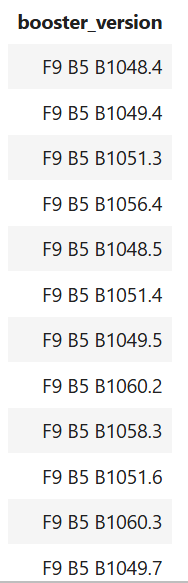 booster_version
F9 B5 B1048.4
F9 B5 B1049.4
F9 B5 B1051.3
F9 B5 B1056.4
F9 B5 B1048.5
F9 B5 B1051.4
F9 B5 B1049.5
F9 B5 B1060.2
F9 B5 B1058.3
F9 B5 B1051.6
F9 B5 B1060.3
F9 B5 B1049.7